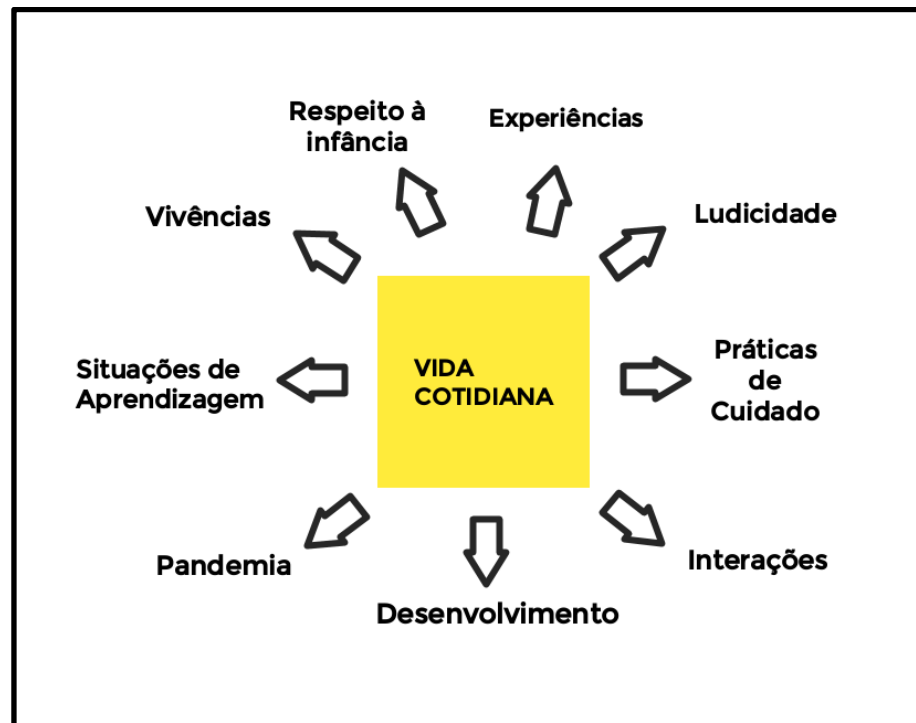 Respeito à
infância
Experiências
Vivências
Ludicidade
Situações de
Aprendizagem
VIDA
COTIDIANA
Práticas
de
Cuidado
Pandemia
Interações
Desenvolvimento